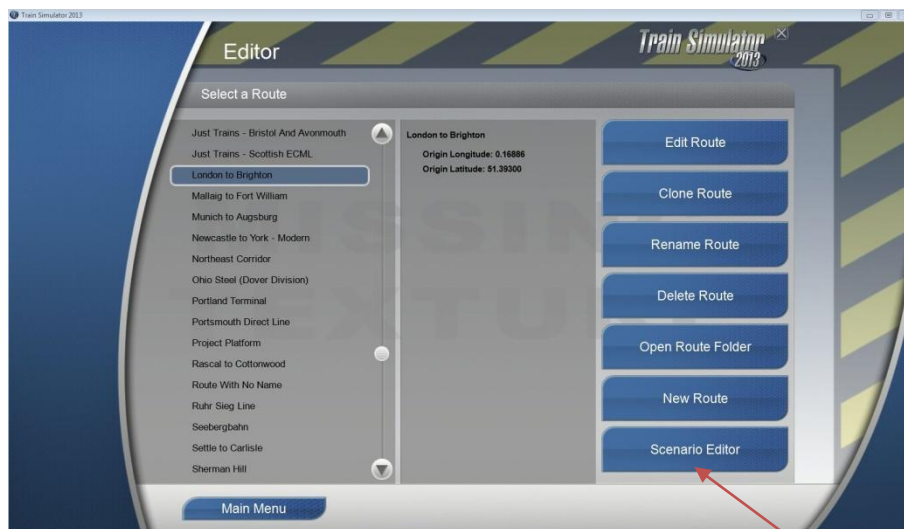 Train Simulator 2013
Editor
Train Simulator
2013
Select a Route
Just Trains - Bristol And Avonmouth
Just Trains - Scottish ECML
London to Brighton
Mallaig to Fort William
Munich to Augsburg
Newcastle to York - Modern
Northeast Corridor
Ohio Steel (Dover Division)
Portland Terminal
Portsmouth Direct Line
Project Platform
Rascal to Cottonwood
Route With No Name
Ruhr Sieg Line
Seebergbahn
Settle to Carlisle
Sherman Hill
London to Brighton
Origin Longitude: 0.16886
Origin Latitude: 51.39300
MISSING
TEXTURE
Edit Route
Clone Route
Rename Route
Delete Route
Open Route Folder
New Route
Scenario Editor
Main Menu